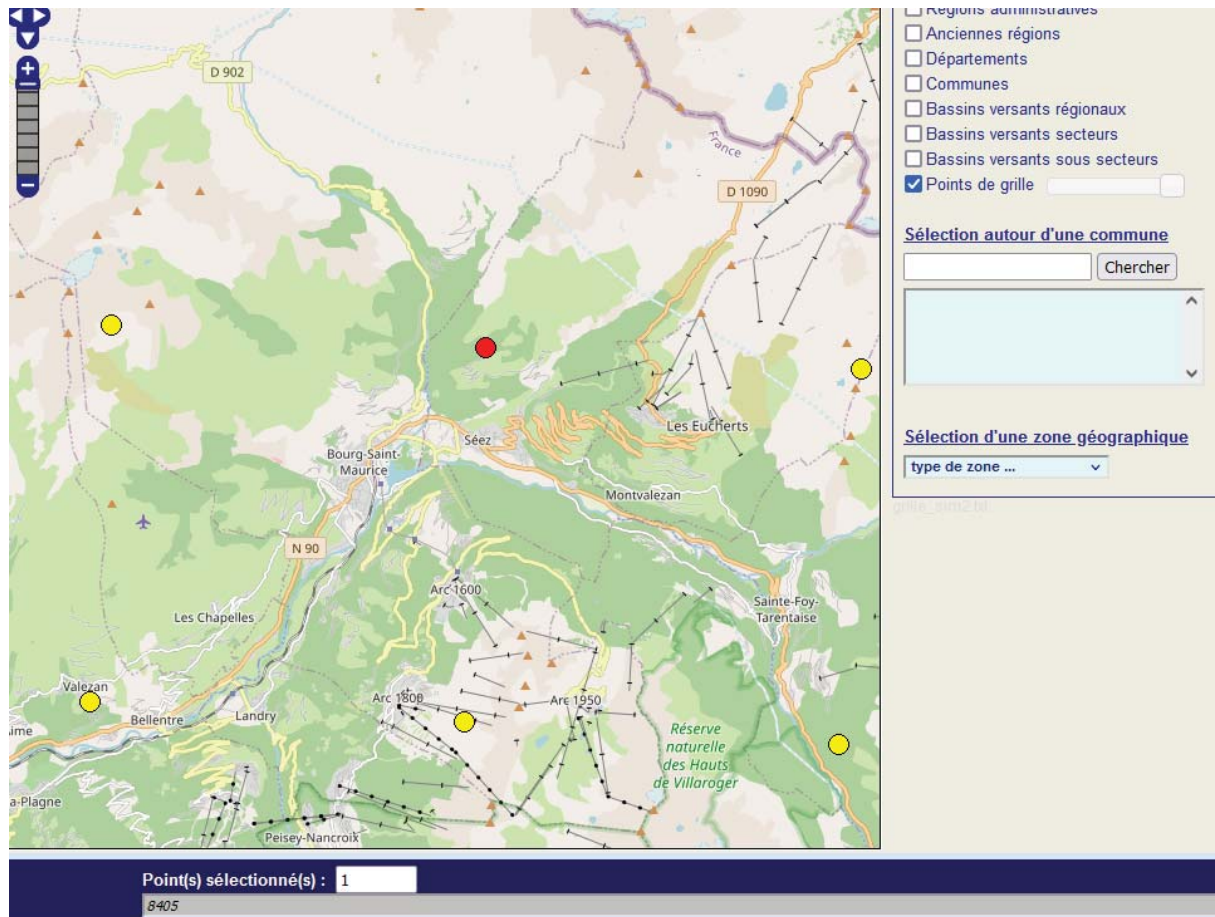 Régions administratives
Anciennes régions
Départements
Communes
Bassins versants régionaux
Bassins versants secteurs
Bassins versants sous secteurs
Points de grille
Sélection autour d'une commune
Chercher
Sélection d'une zone géographique
type de zone ...
grille_sim2.txt
D 902
France
D 1090
Les Eucherts
Séez
Bourg-Saint-
Maurice
Montvalezan
N 90
Arc 1600
Sainte-Foy-
Tarentaise
Les Chapelles
Valezan
Arc 1800
Arc 1950
Bellentre
Landry
Aime
Réserve
naturelle
des Hauts
de Villaroger
a-Plagne
Peisey-Nancroix
Point(s) sélectionné(s) : 1
8405